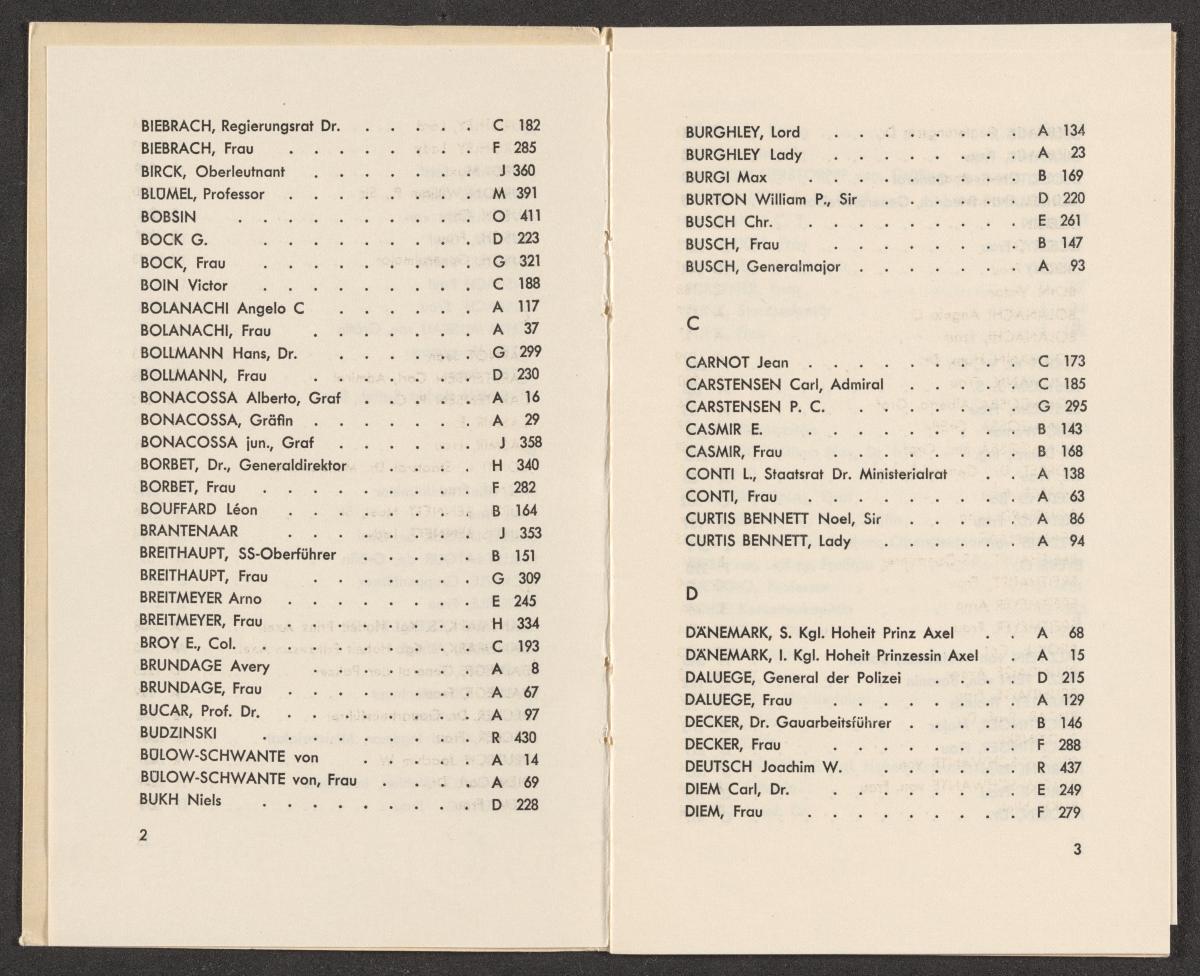 BIEBRACH, Regierungsrat Dr. . . . . . C 182
BIEBRACH, Frau . . . . . . . . F 285
BIRCK, Oberleutnant . . . . . . . J 360
BLÜMEL, Professor . . . . . . . . M 391
BOBSIN . . . . . . . . . . O 411
BOCK G. . . . . . . . . . D 223
BOCK, Frau . . . . . . . . . G 321
BOIN Victor . . . . . . . . . C 188
BOLANACHI Angelo C . . . . . . . A 117
BOLANACHI, Frau . . . . . . . A 37
BOLLMANN Hans, Dr. . . . . . . G 299
BOLLMANN, Frau . . . . . . . D 230
BONACOSSA Alberto, Graf . . . . . . A 16
BONACOSSA, Gräfin . . . . . . . A 29
BONACOSSA jun., Graf . . . . . . J 358
BORBET, Dr., Generaldirektor . . . . . H 340
BORBET, Frau . . . . . . . . . F 282
BOUFFARD Léon . . . . . . . . B 164
BRANTENAAR . . . . . . . . J 353
BREITHAUPT, SS-Oberführer . . . . . B 151
BREITHAUPT, Frau . . . . . . . G 309
BREITMEYER Arno . . . . . . . . E 245
BREITMEYER, Frau . . . . . . . . H 334
BROY E., Col. . . . . . . . . . C 193
BRUNDAGE Avery . . . . . . . A 8
BRUNDAGE, Frau . . . . . . . . A 67
BUCAR, Prof. Dr. . . . . . . . . A 97
BUDZINSKI . . . . . . . . . R 430
BÜLOW-SCHWANTE von . . . . . A 14
BÜLOW-SCHWANTE von, Frau . . . . A 69
BUKH Niels . . . . . . . . . D 228
2
BURGHLEY, Lord . . . . . . . . A 134
BURGHLEY Lady . . . . . . . . A 23
BURGI Max . . . . . . . . . B 169
BURTON William P., Sir . . . . . . D 220
BUSCH Chr. . . . . . . . . . E 261
BUSCH, Frau . . . . . . . . . B 147
BUSCH, Generalmajor . . . . . . . A 93
C
CARNOT Jean . . . . . . . . . C 173
CARSTENSEN Carl, Admiral . . . . . C 185
CARSTENSEN P. C. . . . . . . . G 295
CASMIR E. . . . . . . . . . B 143
CASMIR, Frau . . . . . . . . . B 168
CONTI L., Staatsrat Dr. Ministerialrat . . . A 138
CONTI, Frau . . . . . . . . . A 63
CURTIS BENNETT Noel, Sir . . . . . A 86
CURTIS BENNETT, Lady . . . . . . A 94
D
DÄNEMARK, S. Kgl. Hoheit Prinz Axel . . A 68
DÄNEMARK, I. Kgl. Hoheit Prinzessin Axel . A 15
DALUEGE, General der Polizei . . . . D 215
DALUEGE, Frau . . . . . . . . A 129
DECKER, Dr. Gauarbeitsführer . . . . . B 146
DECKER, Frau . . . . . . . . F 288
DEUTSCH Joachim W. . . . . . . R 437
DIEM Carl, Dr. . . . . . . . . E 249
DIEM, Frau . . . . . . . . . F 279
3